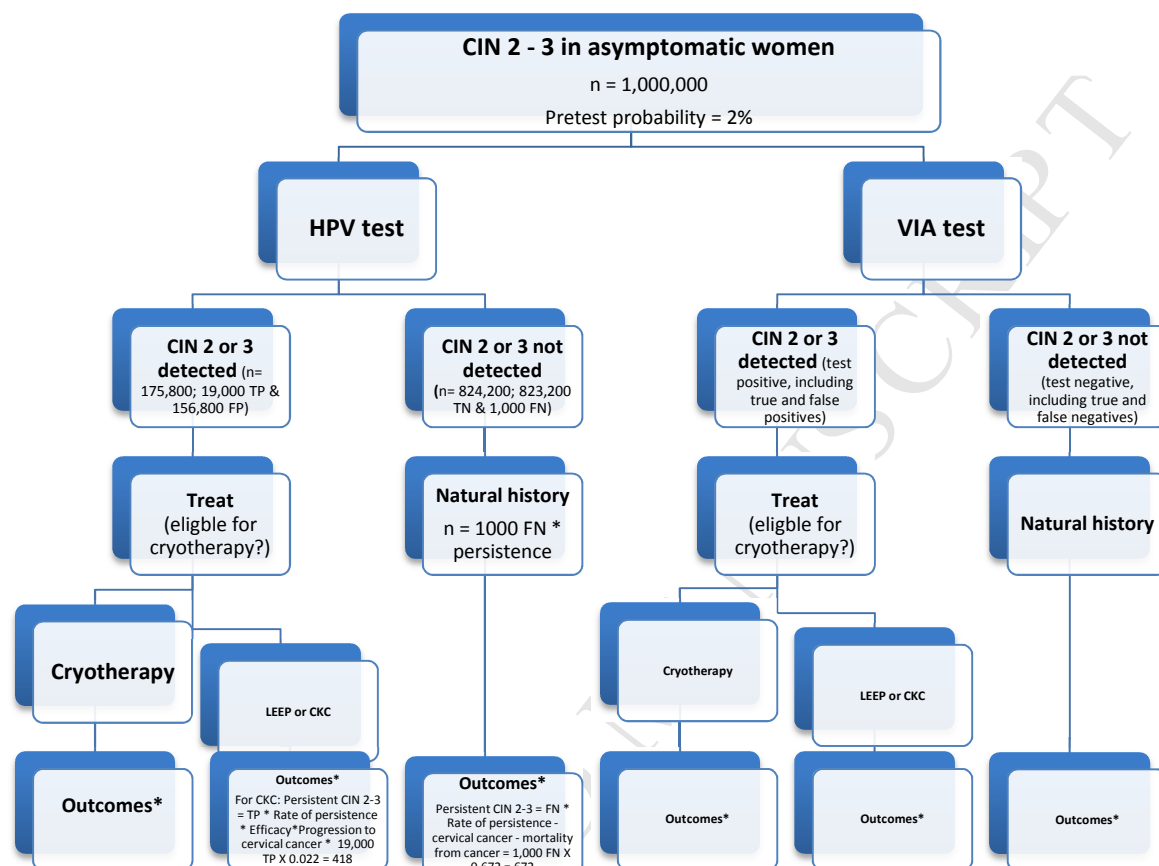 CIN 2 - 3 in asymptomatic women
n = 1,000,000
Pretest probability = 2%
HPV test
VIA test
CIN 2 or 3
detected (n=
175,800; 19,000 TP &
156,800 FP)
CIN 2 or 3 not
detected
(n= 824,200; 823,200
TN & 1,000 FN)
CIN 2 or 3
detected (test
positive, including
true and false
positives)
CIN 2 or 3 not
detected
(test negative,
including true and
false negatives)
Treat
(eligble for
cryotherapy?)
Natural history
n = 1000 FN *
persistence
Treat
(eligble for
cryotherapy?)
Natural history
Cryotherapy
LEEP or CKC
Cryotherapy
LEEP or CKC
Outcomes*
Outcomes*
For CKC: Persistent CIN 2-3
= TP * Rate of persistence
* Efficacy*Progression to
cervical cancer * 19,000
TP X 0.022 = 418
Outcomes*
Persistent CIN 2-3 = FN *
Rate of persistence -
cervical cancer - mortality
from cancer = 1,000 FN X
0.672 = 672
Outcomes*
Outcomes*
Outcomes*